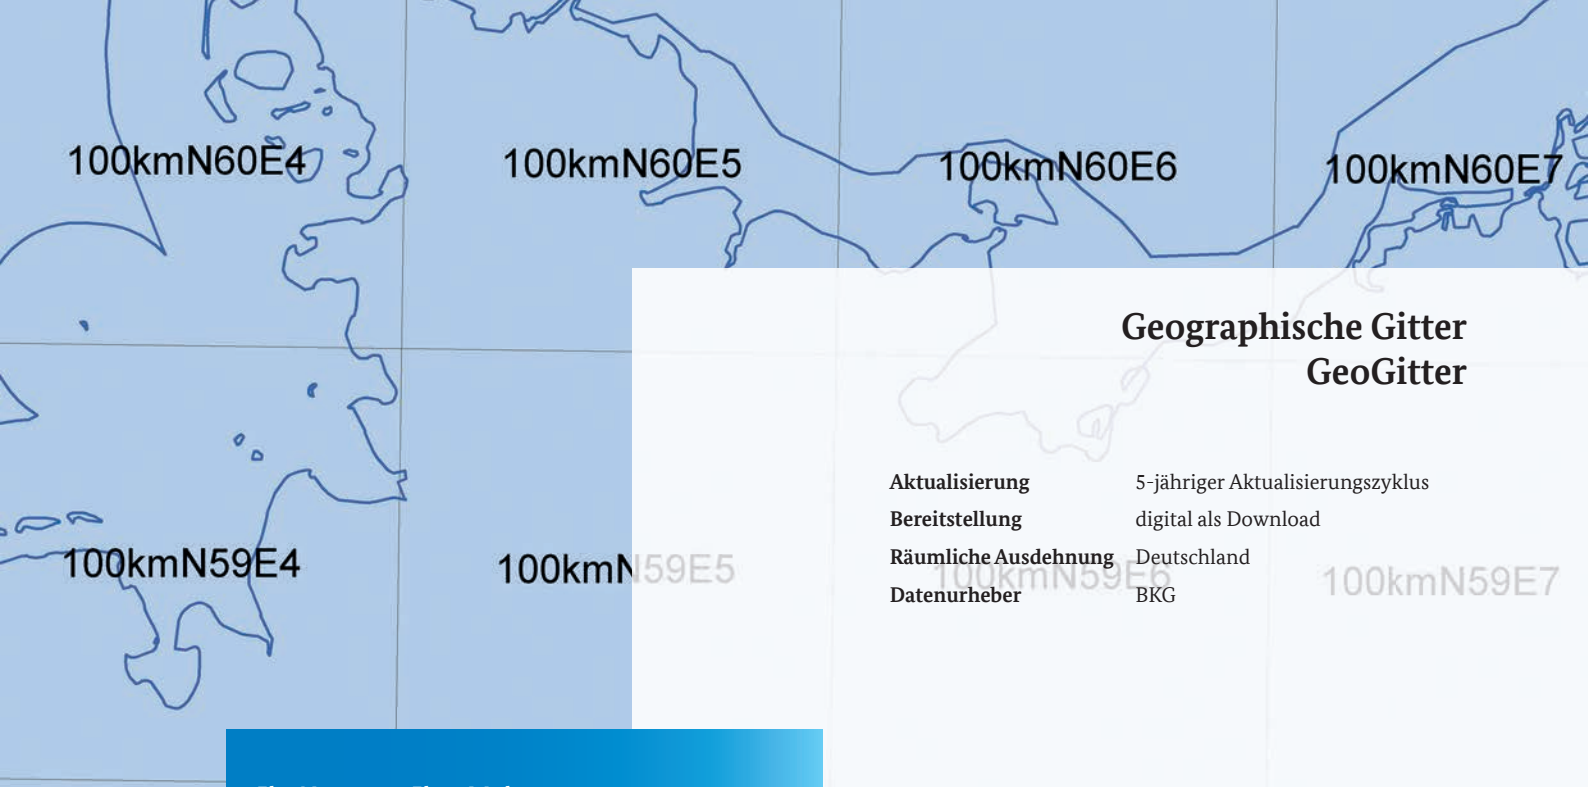 100kmN60E4 100kmN60E5 100kmN60E6 100kmN60E7
Geographische Gitter
GeoGitter
Aktualisierung 5-jähriger Aktualisierungszyklus
Bereitstellung digital als Download
Räumliche Ausdehnung Deutschland
Datenurheber BKG
100kmN59E4 100kmN59E5 100kmN59E6 100kmN59E7